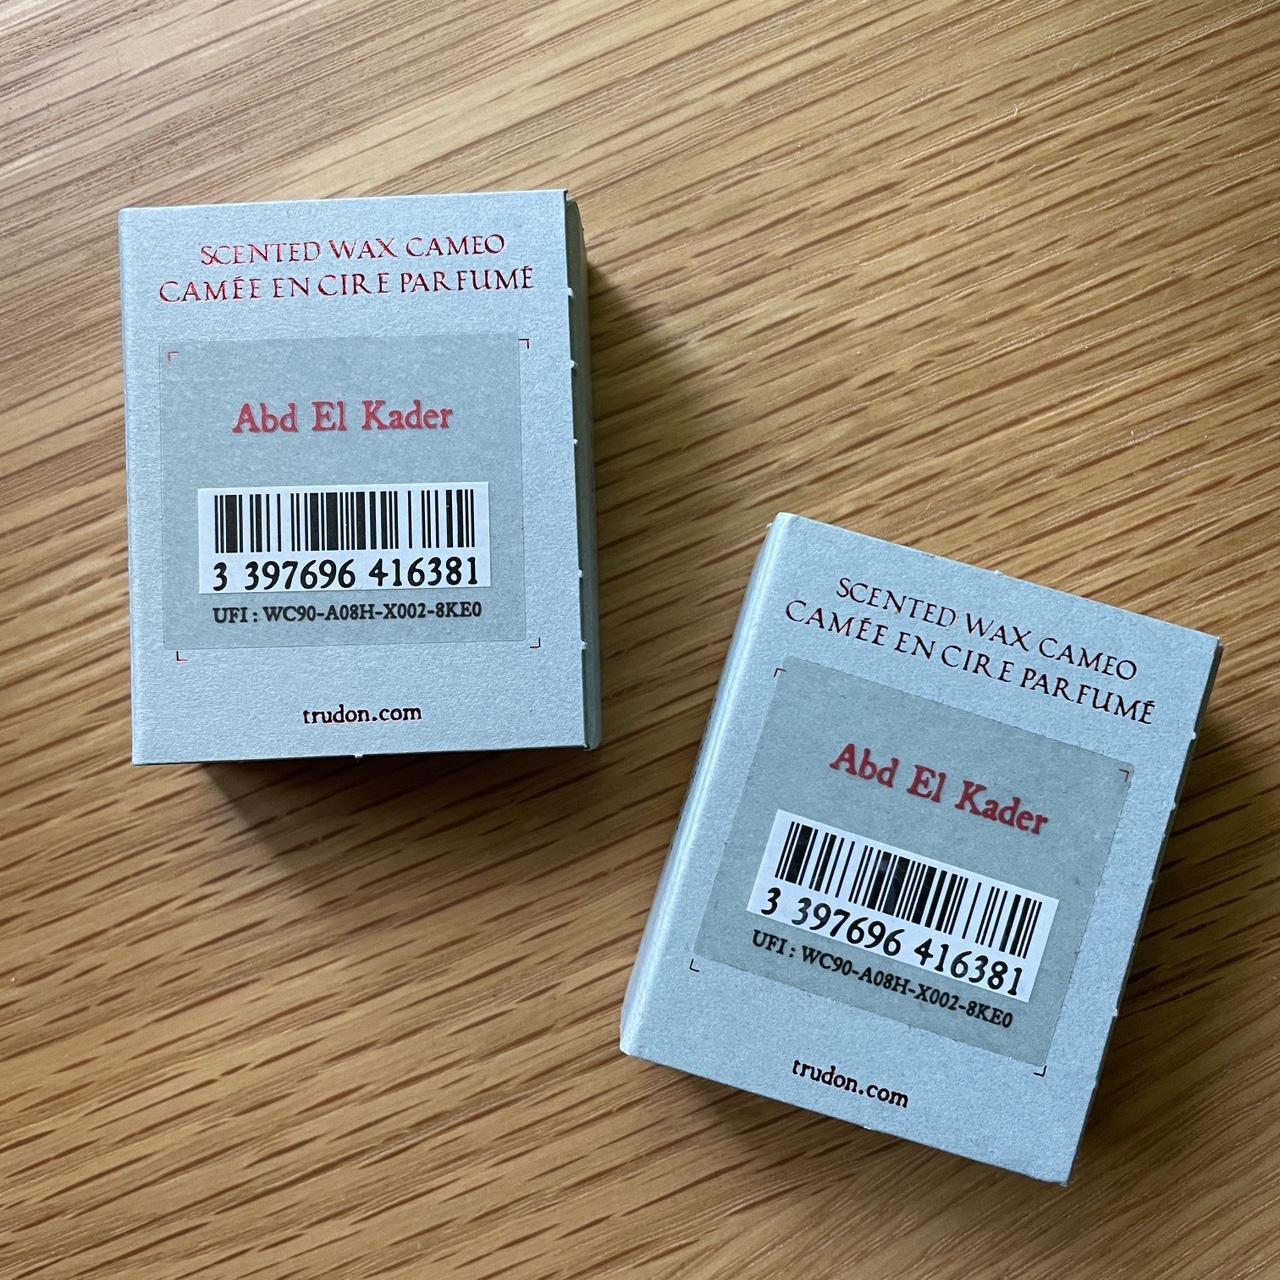 SCENTED WAX CAMEO
CAMÉE EN CIRE PARFUMÉ
Abd El Kader
3 397696 416381
UFI : WC90-A08H-X002-8KE0
trudon.com
SCENTED WAX CAMEO
CAMÉE EN CIRE PARFUMÉ
Abd El Kader
3 397696 416381
UFI : WC90-A08H-X002-8KE0
trudon.com